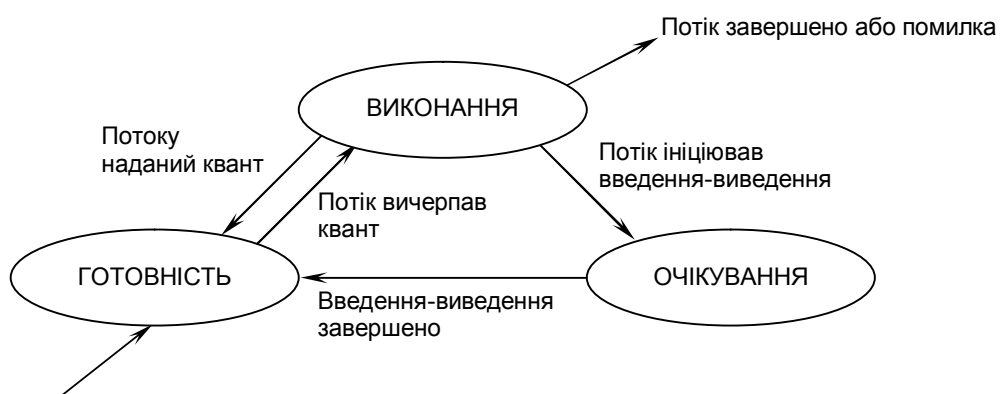 Потік завершено або помилка
ВИКОНАННЯ
Потоку
наданий квант
Потік ініціював
введення-виведення
Потік вичерпав
квант
ГОТОВНІСТЬ
ОЧІКУВАННЯ
Введення-виведення
завершено